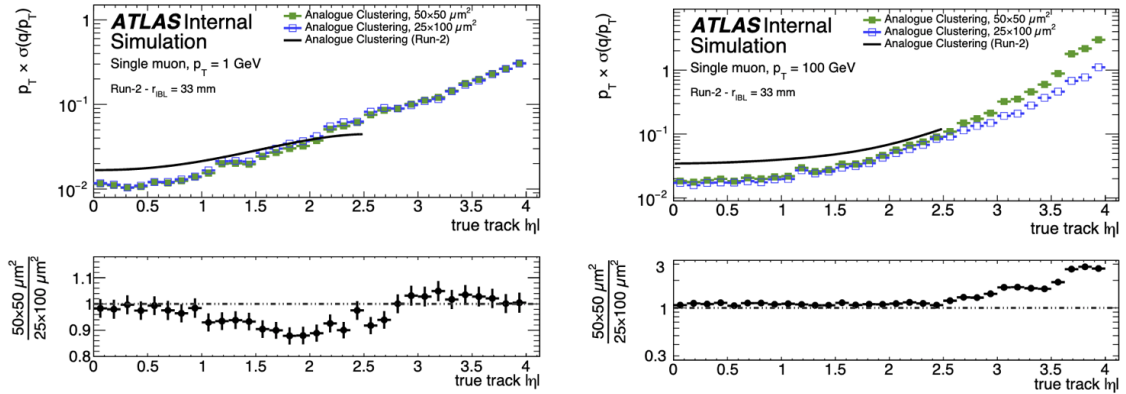 ATLAS Internal
Simulation
Single muon, pT = 1 GeV
Run-2 - rIBL = 33 mm
Analogue Clustering, 50×50 μm2
Analogue Clustering, 25×100 μm2
Analogue Clustering (Run-2)
pT × σ(q/pT)
1
10−1
10−2
0 0.5 1 1.5 2 2.5 3 3.5 4
true track |η|
50×50 μm2
25×100 μm2
1.1
1
0.9
0.8
0 0.5 1 1.5 2 2.5 3 3.5 4
true track |η|
ATLAS Internal
Simulation
Single muon, pT = 100 GeV
Run-2 - rIBL = 33 mm
Analogue Clustering, 50×50 μm2
Analogue Clustering, 25×100 μm2
Analogue Clustering (Run-2)
pT × σ(q/pT)
10
1
10−1
10−2
0 0.5 1 1.5 2 2.5 3 3.5 4
true track |η|
50×50 μm2
25×100 μm2
3
1
0.3
0 0.5 1 1.5 2 2.5 3 3.5 4
true track |η|